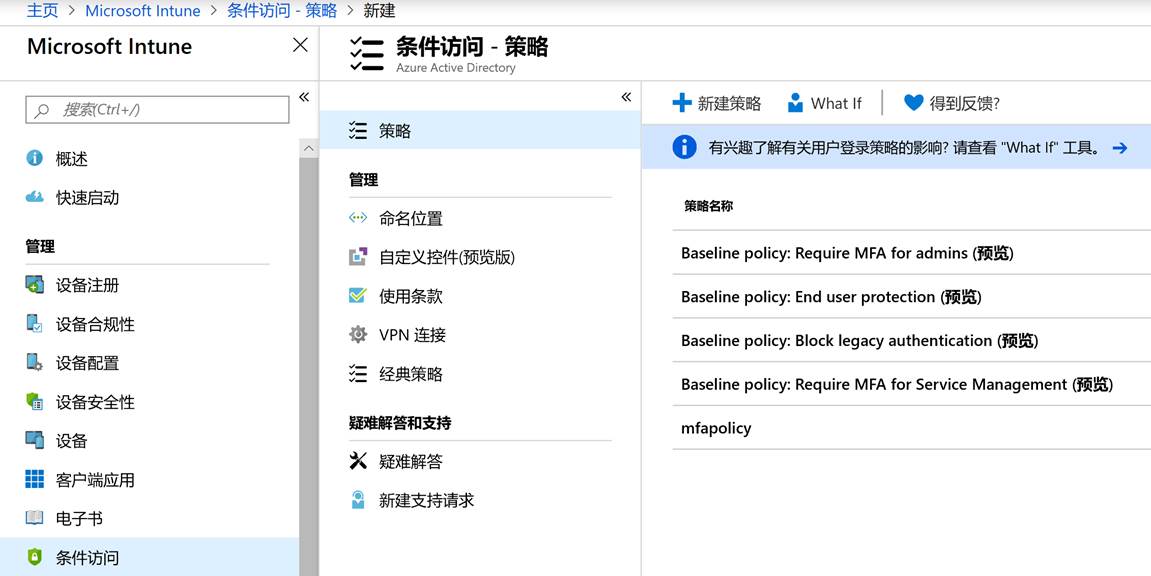 主页 > Microsoft Intune > 条件访问 - 策略 > 新建
Microsoft Intune
搜索(Ctrl+/)
概述
快速启动
管理
设备注册
设备合规性
设备配置
设备安全性
设备
客户端应用
电子书
条件访问
条件访问 - 策略
Azure Active Directory
策略
管理
命名位置
自定义控件(预览版)
使用条款
VPN 连接
经典策略
疑难解答和支持
疑难解答
新建支持请求
新建策略 What If 得到反馈?
有兴趣了解有关用户登录策略的影响? 请查看 "What If" 工具。
策略名称
Baseline policy: Require MFA for admins (预览)
Baseline policy: End user protection (预览)
Baseline policy: Block legacy authentication (预览)
Baseline policy: Require MFA for Service Management (预览)
mfapolicy